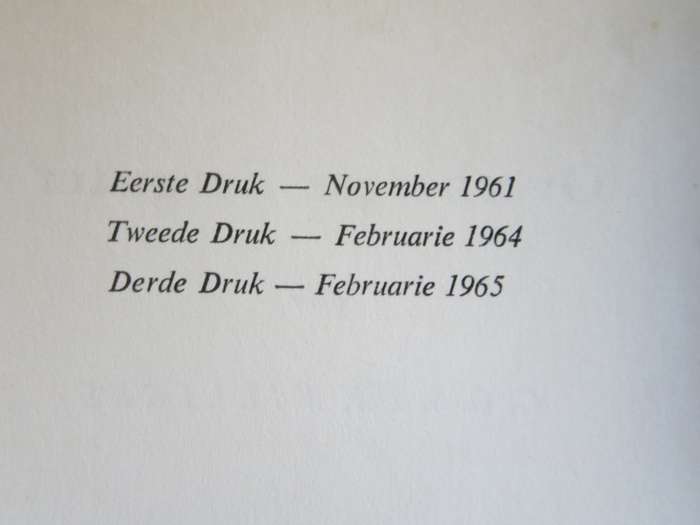 Eerste Druk — November 1961
Tweede Druk — Februarie 1964
Derde Druk — Februarie 1965